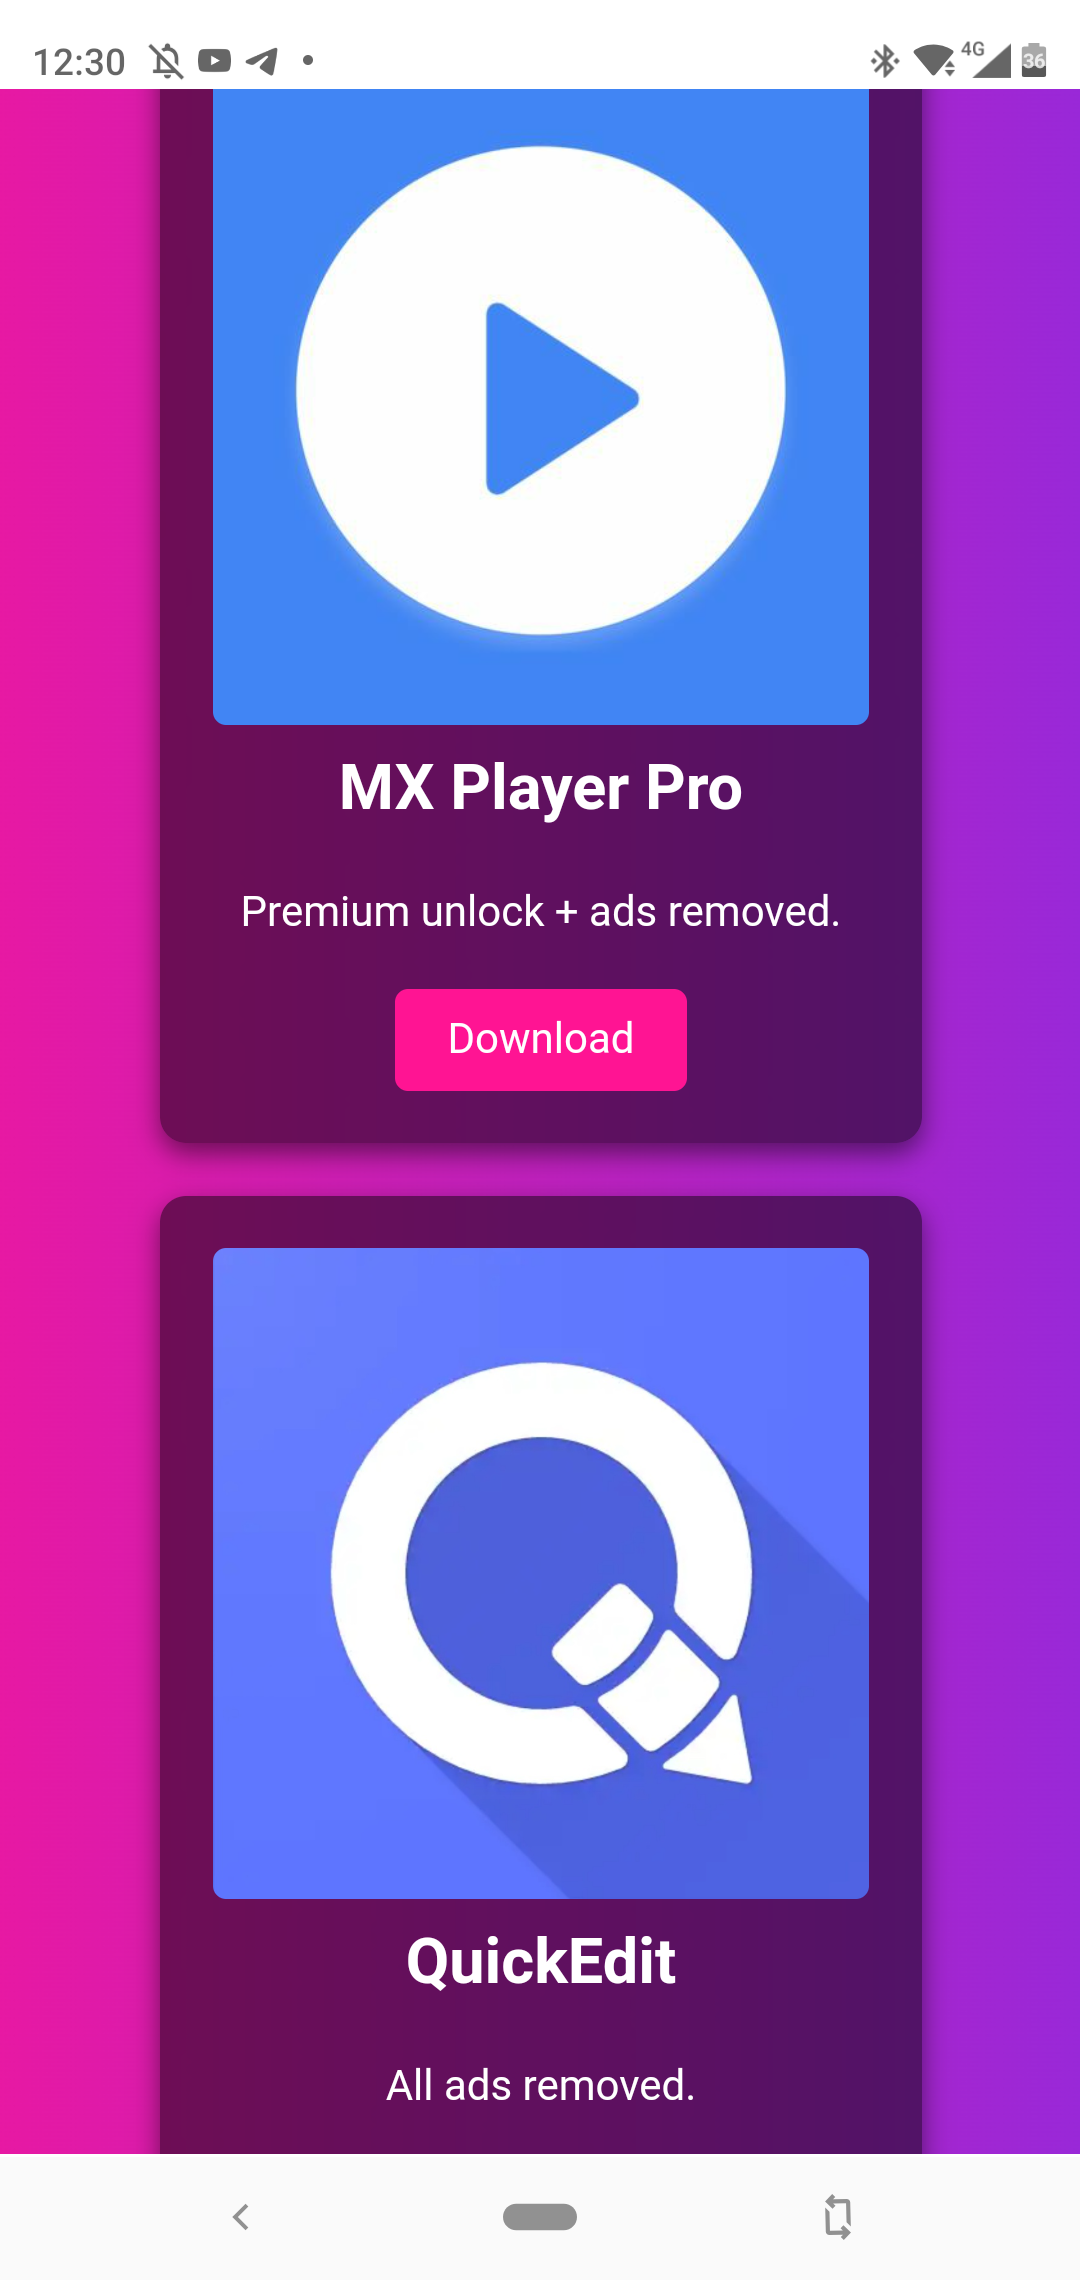 12:30
4G
36
MX Player Pro
Premium unlock + ads removed.
Download
QuickEdit
All ads removed.